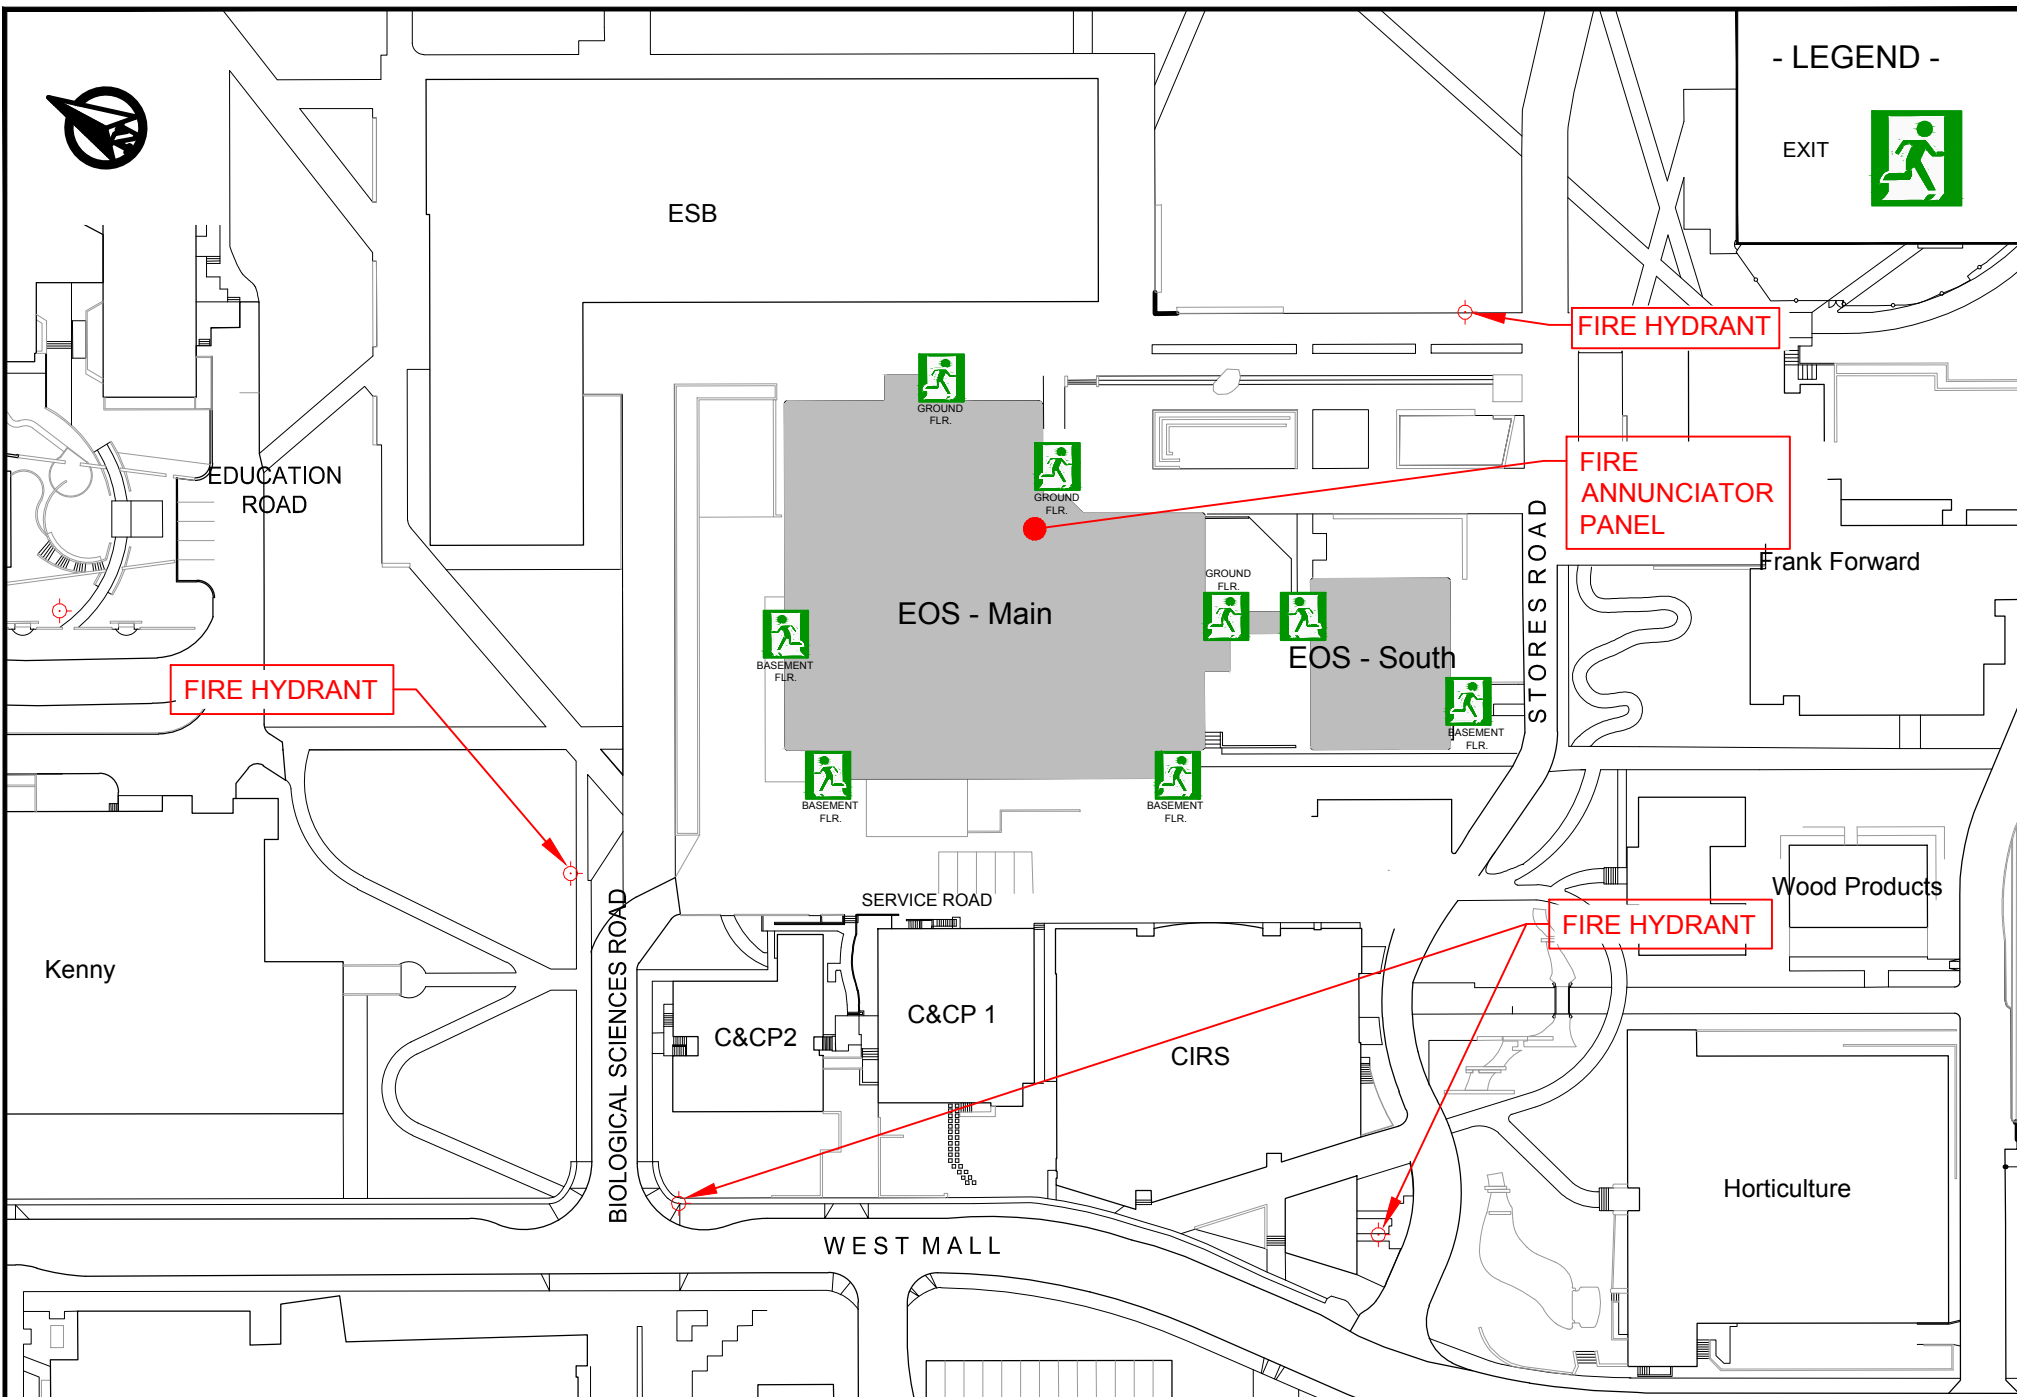 - LEGEND -
EXIT
ESB
FIRE HYDRANT
GROUND
FLR.
GROUND
FLR.
FIRE
ANNUNCIATOR
PANEL
EDUCATION
ROAD
STORES ROAD
Frank Forward
GROUND
FLR.
EOS - Main
EOS - South
BASEMENT
FLR.
FIRE HYDRANT
BASEMENT
FLR.
BASEMENT
FLR.
BASEMENT
FLR.
Wood Products
SERVICE ROAD
FIRE HYDRANT
Kenny
BIOLOGICAL SCIENCES ROAD
C&CP2
C&CP 1
CIRS
Horticulture
WEST MALL